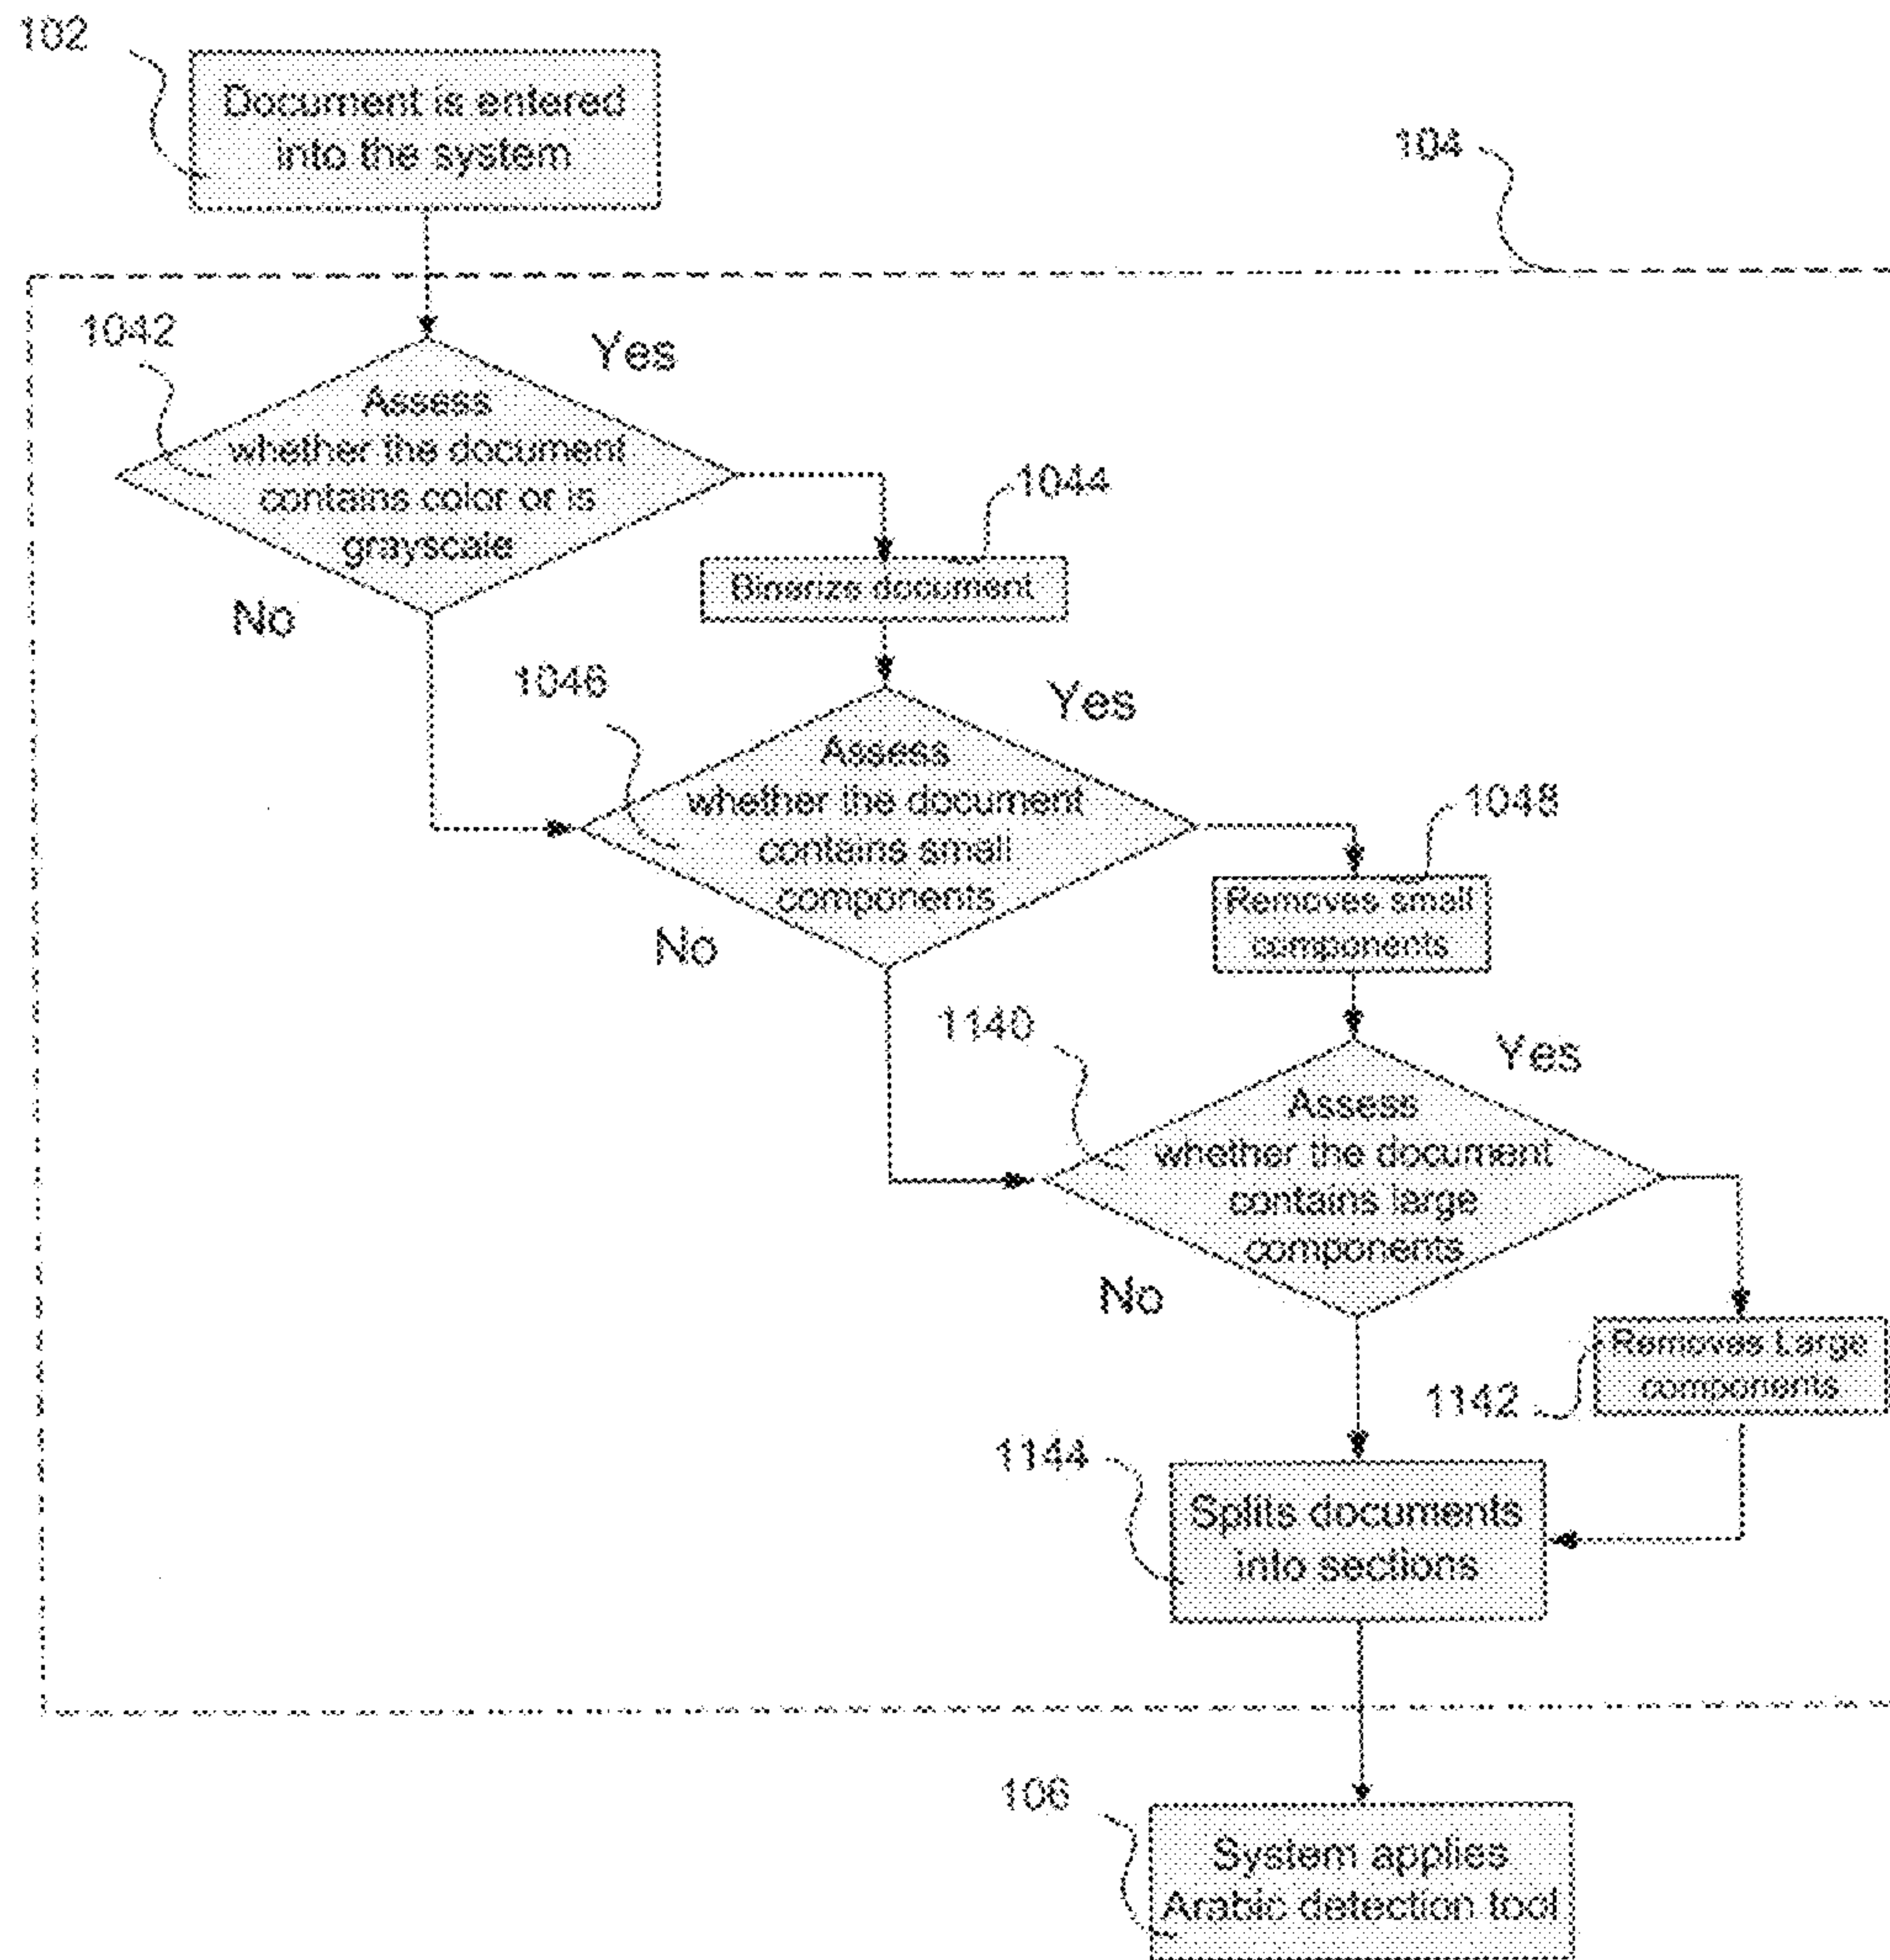 102
Document is entered
into the system
104
1042
Yes
Assess
whether the document
contains color or is
grayscale
No
1044
Binerize document
1046
Yes
Assess
whether the document
contains small
components
No
1048
Removes small
components
1140
Yes
Assess
whether the document
contains large
components
No
1142
Removes Large
components
1144
Splits documents
into sections
106
System applies
Arabic detection tool